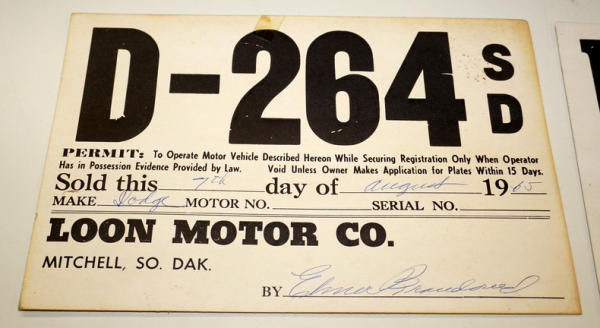 D-264 SD
PERMIT: To Operate Motor Vehicle Described Hereon While Securing Registration Only When Operator
Has in Possession Evidence Provided by Law. Void Unless Owner Makes Application for Plates Within 15 Days.
Sold this 7th day of August 1965
MAKE Dodge MOTOR NO. SERIAL NO.
LOON MOTOR CO.
MITCHELL, SO. DAK.
BY Elmer